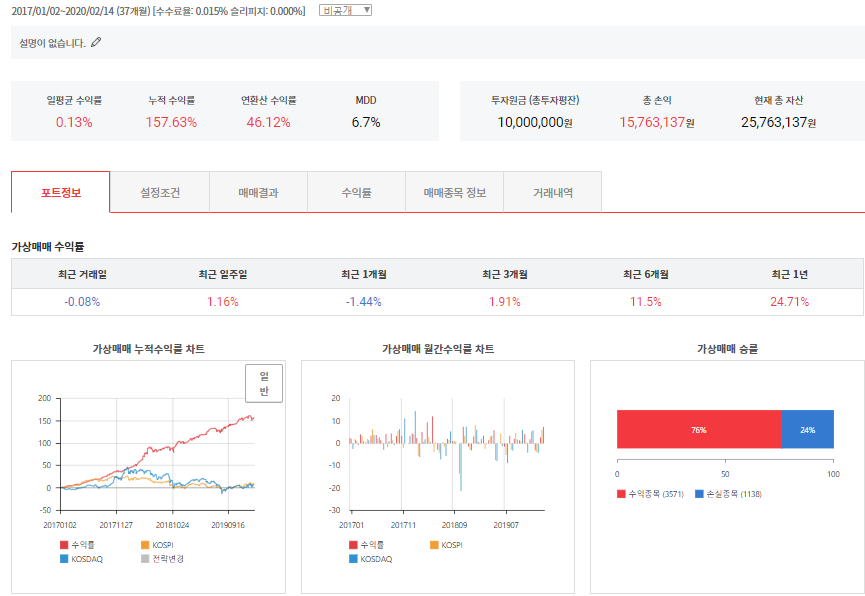 2017/01/02~2020/02/14 (37개월) [수수료율: 0.015% 슬리피지: 0.000%] 비공개
설명이 없습니다.
일평균 수익률 누적 수익률 연환산 수익률 MDD 투자원금 (총투자평잔) 총 손익 현재 총 자산
0.13% 157.63% 46.12% 6.7% 10,000,000원 15,763,137원 25,763,137원
포트정보 설정조건 매매결과 수익률 매매종목 정보 거래내역
가상매매 수익률
최근 거래일 최근 일주일 최근 1개월 최근 3개월 최근 6개월 최근 1년
-0.08% 1.16% -1.44% 1.91% 11.5% 24.71%
가상매매 누적수익률 차트
일
반
200
150
100
50
0
-50
20170102 20171127 20181024 20190916
수익률 KOSPI
KOSDAQ 전략변경
가상매매 월간수익률 차트
20
10
0
-10
-20
-30
201701 201711 201809 201907
수익률 KOSPI
KOSDAQ
가상매매 승률
76% 24%
0 50 100
수익종목 (3571) 손실종목 (1138)